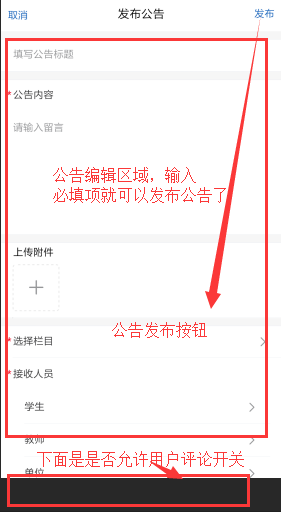 取消 发布公告 发布
填写公告标题
*公告内容
请输入留言
公告编辑区域，输入
必填项就可以发布公告了
上传附件
公告发布按钮
*选择栏目
*接收人员
学生
教师
下面是是否允许用户评论开关
单位